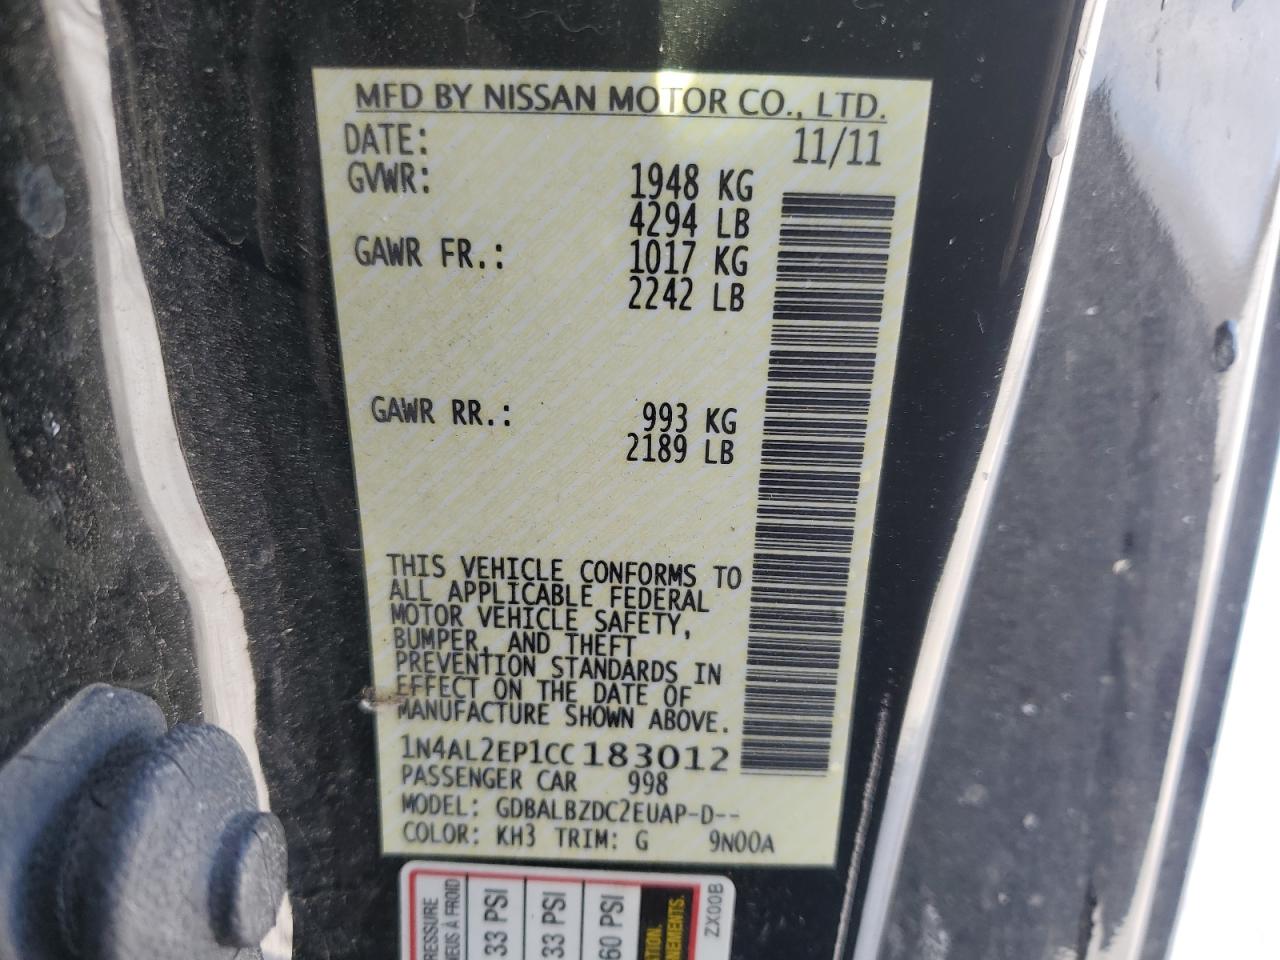 MFD BY NISSAN MOTOR CO., LTD.
DATE: 11/11
GVWR: 1948 KG
4294 LB
GAWR FR.: 1017 KG
2242 LB
GAWR RR.: 993 KG
2189 LB
THIS VEHICLE CONFORMS TO
ALL APPLICABLE FEDERAL
MOTOR VEHICLE SAFETY,
BUMPER, AND THEFT
PREVENTION STANDARDS IN
EFFECT ON THE DATE OF
MANUFACTURE SHOWN ABOVE.
1N4AL2EP1CC183012
PASSENGER CAR 998
MODEL: GDBALBZDC2EUAP-D--
COLOR: KH3 TRIM: G 9N00A
33 PSI
33 PSI
60 PSI
ZX00B